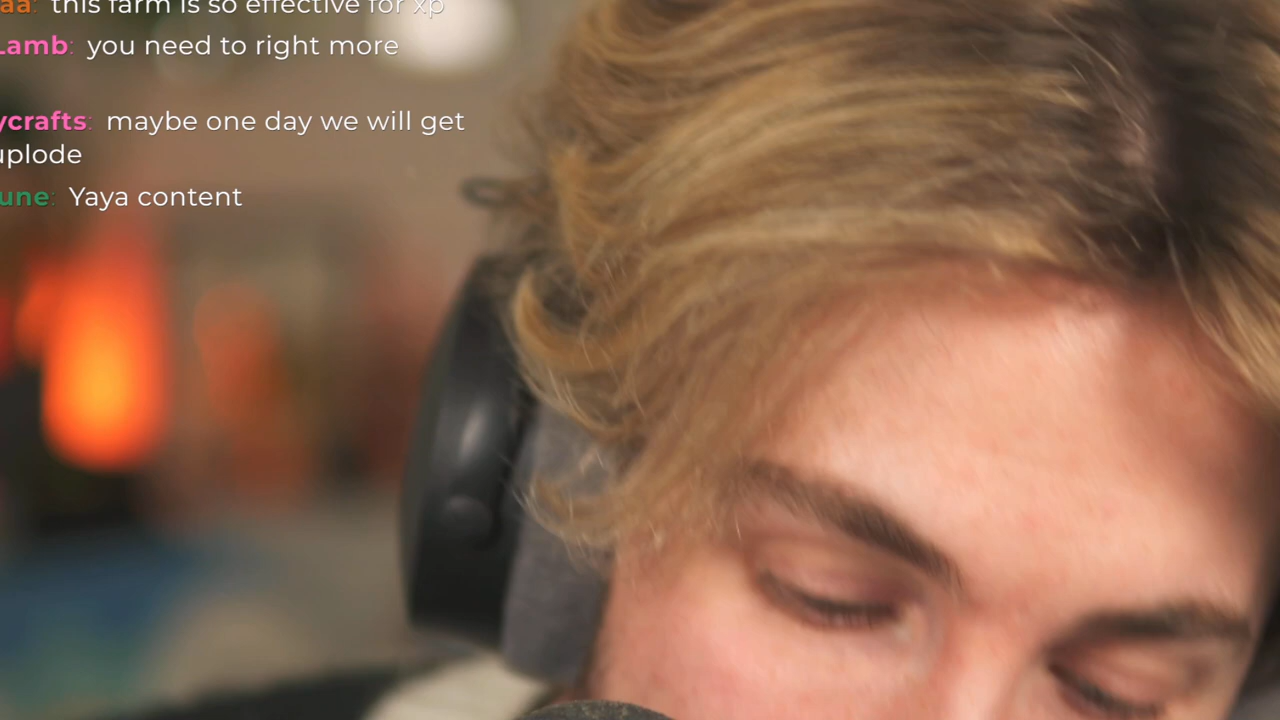 aa: this farm is so effective for xp
Lamb: you need to right more
ycrafts: maybe one day we will get
uplode
une: Yaya content